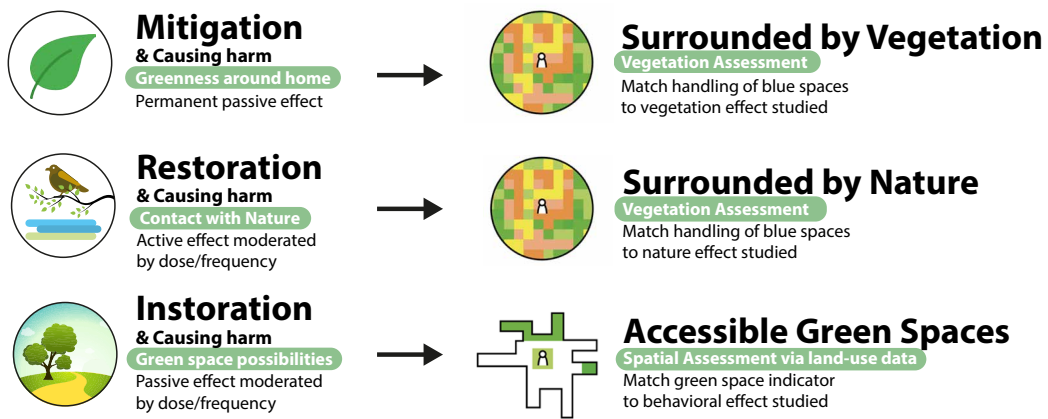 Mitigation
& Causing harm
Greenness around home
Permanent passive effect
Surrounded by Vegetation
Vegetation Assessment
Match handling of blue spaces
to vegetation effect studied
Restoration
& Causing harm
Contact with Nature
Active effect moderated
by dose/frequency
Surrounded by Nature
Vegetation Assessment
Match handling of blue spaces
to nature effect studied
Instoration
& Causing harm
Green space possibilities
Passive effect moderated
by dose/frequency
Accessible Green Spaces
Spatial Assessment via land-use data
Match green space indicator
to behavioral effect studied